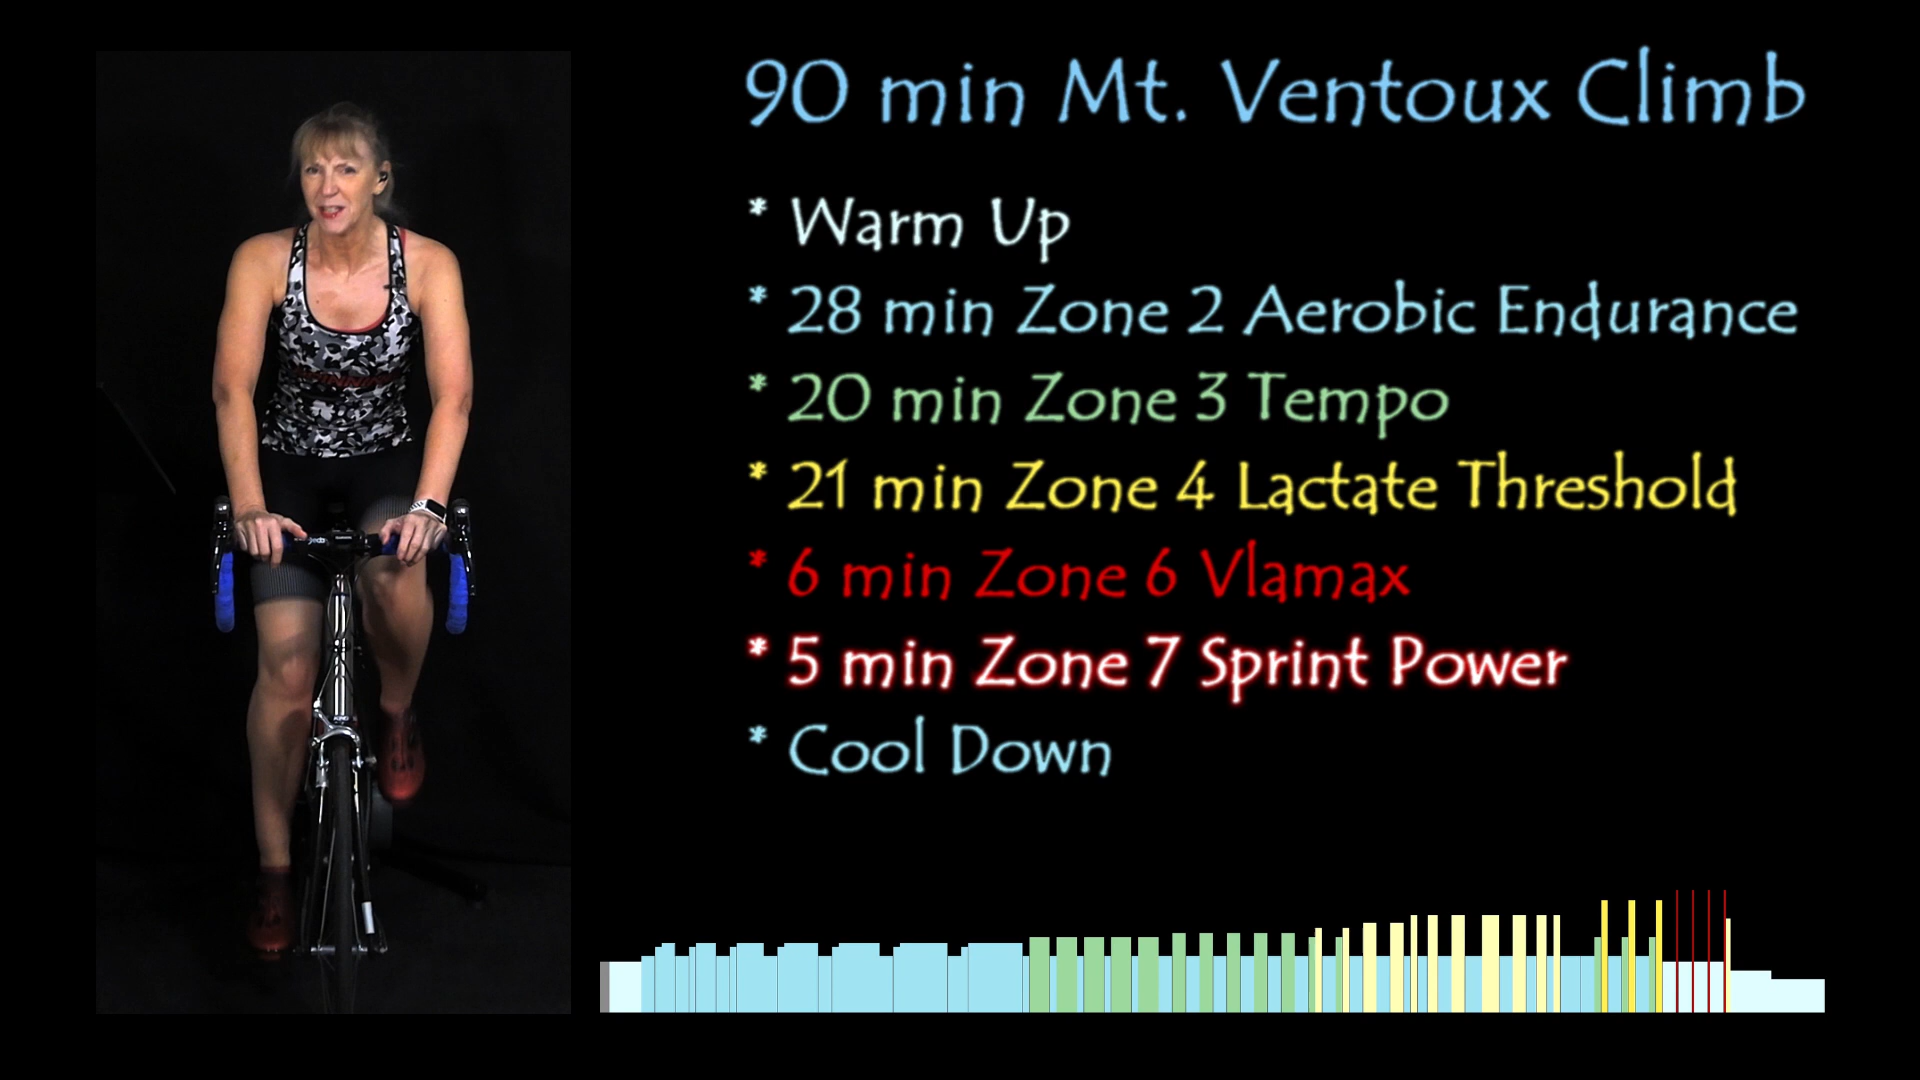 90 min Mt. Ventoux Climb
* Warm Up
* 28 min Zone 2 Aerobic Endurance
* 20 min Zone 3 Tempo
* 21 min Zone 4 Lactate Threshold
* 6 min Zone 6 Vlamax
* 5 min Zone 7 Sprint Power
* Cool Down